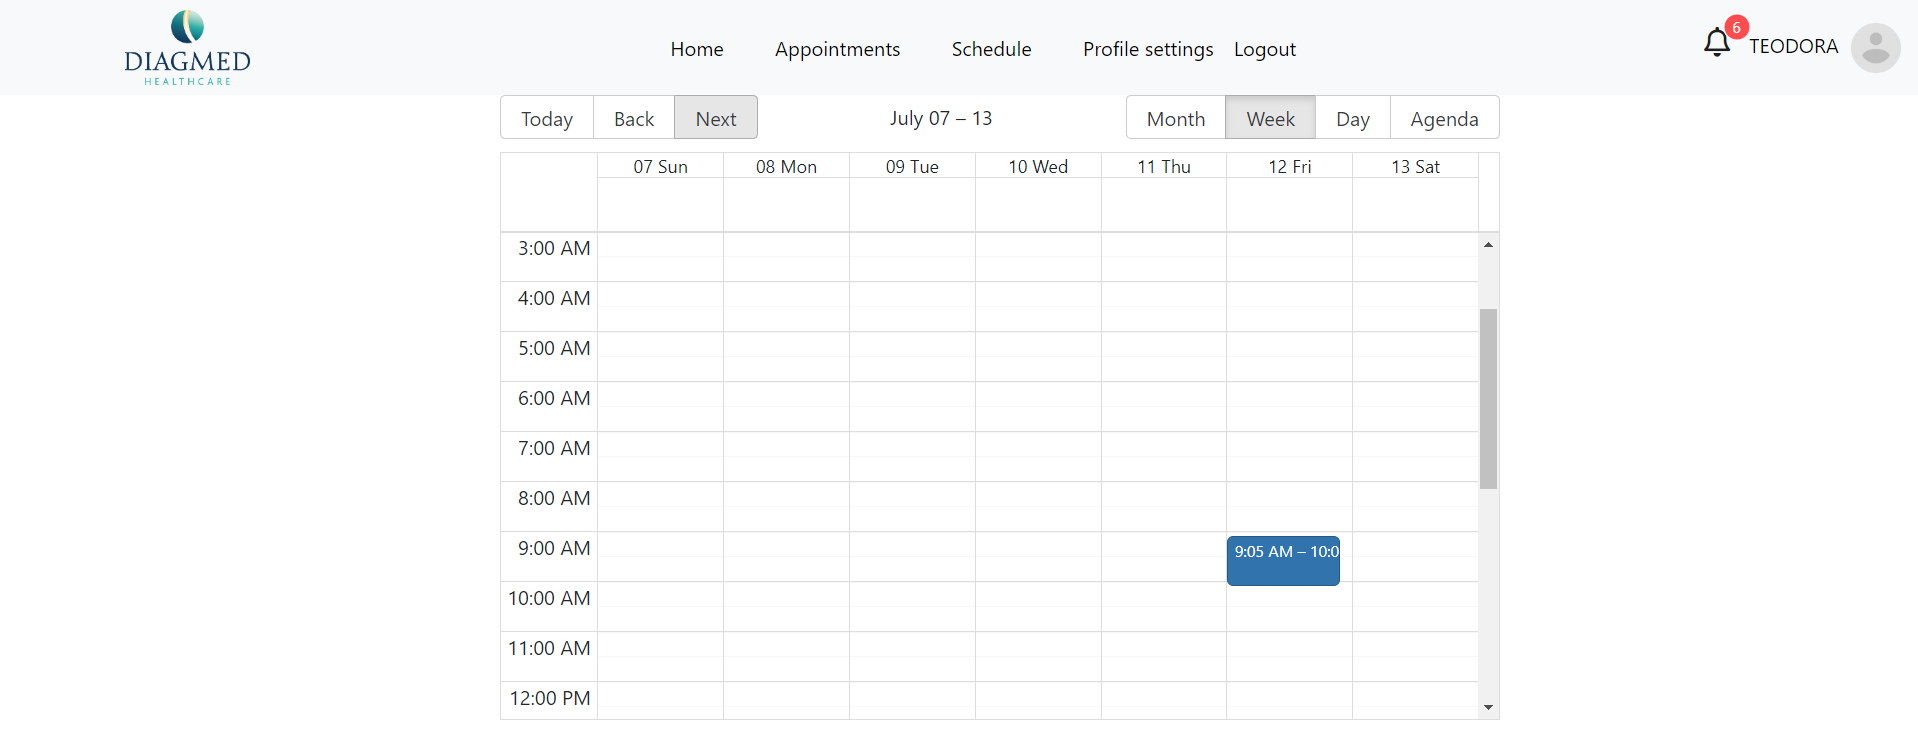 DIAGMED
HEALTHCARE
Home Appointments Schedule Profile settings Logout
6
TEODORA
Today Back Next
July 07 – 13
Month Week Day Agenda
07 Sun 08 Mon 09 Tue 10 Wed 11 Thu 12 Fri 13 Sat
3:00 AM
4:00 AM
5:00 AM
6:00 AM
7:00 AM
8:00 AM
9:00 AM
9:05 AM – 10:0
10:00 AM
11:00 AM
12:00 PM